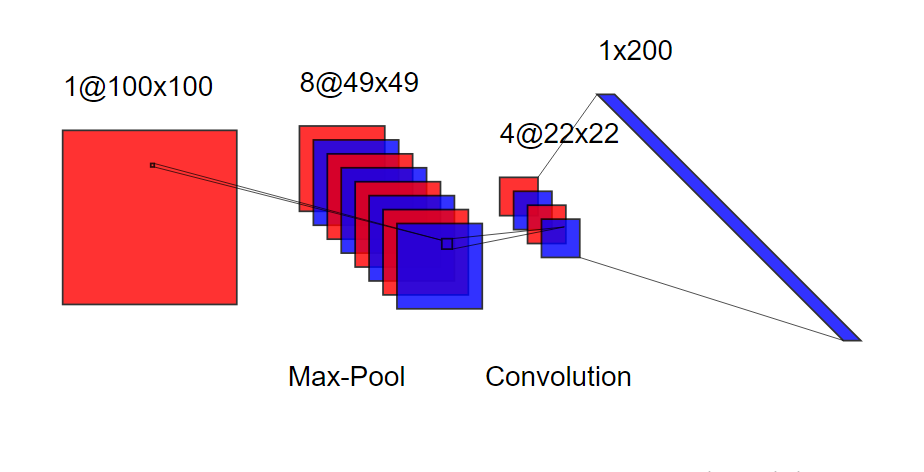 1x200
1@100x100
8@49x49
4@22x22
Max-Pool
Convolution